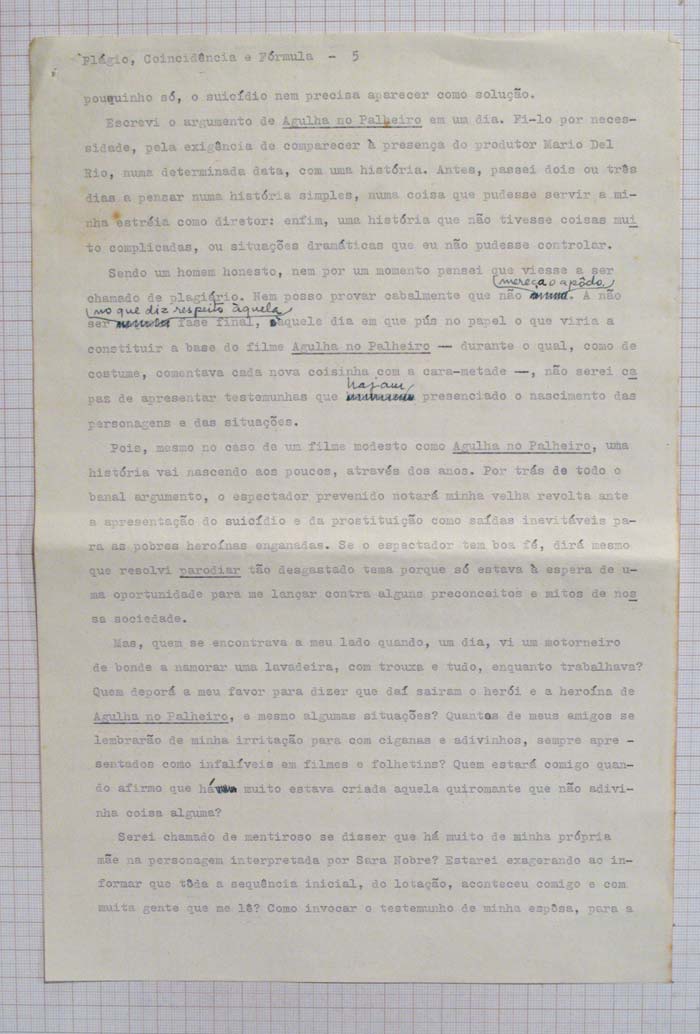 Plágio, Coincidência e Fórmula - 5
pouquinho só, o suicídio nem precisa aparecer como solução.
Escrevi o argumento de Agulha no Palheiro em um dia. Fi-lo por neces-
sidade, pela exigência de comparecer à presença do produtor Mario Del
Rio, numa determinada data, com uma história. Antes, passei dois ou três
dias a pensar numa história simples, numa coisa que pudesse servir a mi-
nha estréia como diretor: enfim, uma história que não tivesse coisas mui
to complicadas, ou situações dramáticas que eu não pudesse controlar.
Sendo um homem honesto, nem por um momento pensei que viesse a ser
mereça o apôdo
chamado de plagiário. Nem posso provar cabalmente que não . A não
no que diz respeito àquela
ser fase final, àquele dia em que pús no papel o que viria a
constituir a base do filme Agulha no Palheiro — durante o qual, como de
costume, comentava cada nova coisinha com a cara-metade —, não serei ca
hajam
pas de apresentar testemunhas que presenciado o nascimento das
personagens e das situações.
Pois, mesmo no caso de um filme modesto como Agulha no Palheiro, uma
história vai nascendo aos poucos, através dos anos. Por trás de todo o
banal argumento, o espectador prevenido notará minha velha revolta ante
a apresentação do suicídio e da prostituição como saídas inevitáveis pa-
ra as pobres heroínas enganadas. Se o espectador tem boa fé, dirá mesmo
que resolvi parodiar tão desgastado tema porque só estava à espera de u-
ma oportunidade para me lançar contra alguns preconceitos e mitos de nos
sa sociedade.
Mas, quem se encontrava a meu lado quando, um dia, vi um motorneiro
de bonde a namorar uma lavadeira, com trouxa e tudo, enquanto trabalhava?
Quem deporá a meu favor para dizer que daí sairam o herói e a heroína de
Agulha no Palheiro, e mesmo algumas situações? Quantos de meus amigos se
lembrarão de minha irritação para com ciganas e adivinhos, sempre apre -
sentados como infalíveis em filmes e folhetins? Quem estará comigo quan-
do afirmo que há muito estava criada aquela quiromante que não adivi-
nha coisa alguma?
Serei chamado de mentiroso se disser que há muito de minha própria
mãe na personagem interpretada por Sara Nobre? Estarei exagerando ao in-
formar que tôda a sequência inicial, do lotação, aconteceu comigo e com
muita gente que me lê? Como invocar o testemunho de minha espôsa, para a